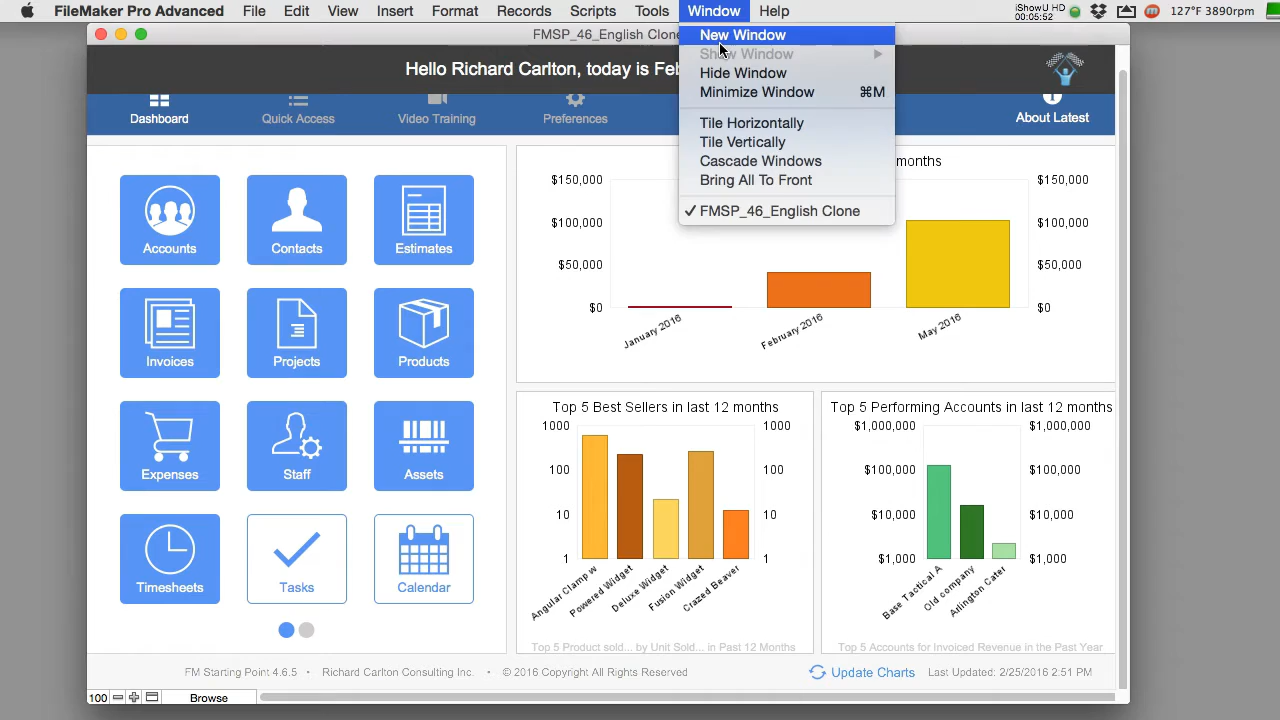 FileMaker Pro Advanced File Edit View Insert Format Records Scripts Tools Window Help
iShowU HD
00:05:52
127°F 3890rpm
FMSP_46_English Clone
New Window
Show Window
Hide Window
Minimize Window ⌘M
Tile Horizontally
Tile Vertically
Cascade Windows
Bring All To Front
✓ FMSP_46_English Clone
Hello Richard Carlton, today is Feb
Dashboard
Quick Access
Video Training
Preferences
About Latest
Accounts
Contacts
Estimates
Invoices
Projects
Products
Expenses
Staff
Assets
Timesheets
Tasks
Calendar
months
$150,000 $150,000
$100,000 $100,000
$50,000 $50,000
$0 $0
January 2016
February 2016
May 2016
Top 5 Best Sellers in last 12 months
1000 1000
100 100
10 10
1 1
Angular Clamp w
Powered Widget
Deluxe Widget
Fusion Widget
Crazed Beaver
Top 5 Product sold... by Unit Sold... in Past 12 Months
Top 5 Performing Accounts in last 12 months
$1,000,000 $1,000,000
$100,000 $100,000
$10,000 $10,000
$1,000 $1,000
Base Tactical A
Old company
Arlington Cater
Top 5 Accounts for Invoiced Revenue in the Past Year
FM Starting Point 4.6.5 • Richard Carlton Consulting Inc. • © 2016 Copyright All Rights Reserved
Update Charts Last Updated: 2/25/2016 2:51 PM
100 Browse